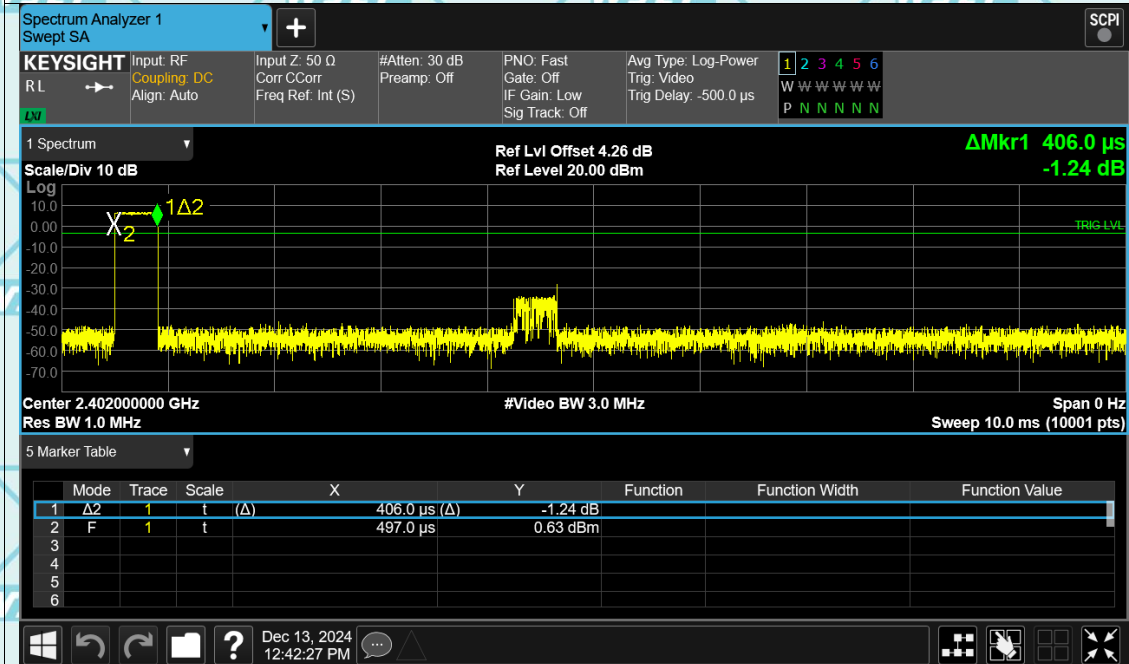 Spectrum Analyzer 1
Swept SA
SCPI
KEYSIGHT Input: RF Input Z: 50 Ω #Atten: 30 dB PNO: Fast Avg Type: Log-Power 1 2 3 4 5 6
RL Coupling: DC Corr CCorr Preamp: Off Gate: Off Trig: Video W W W W W W
Align: Auto Freq Ref: Int (S) IF Gain: Low Trig Delay: -500.0 µs
LXI Sig Track: Off P N N N N N
1 Spectrum Ref Lvl Offset 4.26 dB ΔMkr1 406.0 µs
Scale/Div 10 dB Ref Level 20.00 dBm -1.24 dB
Log
10.0 1Δ2
0.00 X2 TRIG LVL
-10.0
-20.0
-30.0
-40.0
-50.0
-60.0
-70.0
Center 2.402000000 GHz #Video BW 3.0 MHz Span 0 Hz
Res BW 1.0 MHz Sweep 10.0 ms (10001 pts)
5 Marker Table
Mode Trace Scale X Y Function Function Width Function Value
1 Δ2 1 t (Δ) 406.0 µs (Δ) -1.24 dB
2 F 1 t 497.0 µs 0.63 dBm
3
4
5
6
? Dec 13, 2024
12:42:27 PM